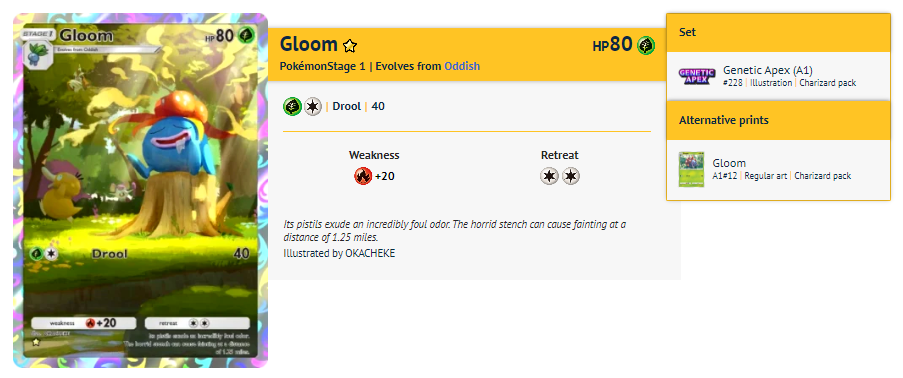 STAGE 1
Gloom
HP80
Evolves from Oddish
Drool 40
weakness +20 retreat
Its pistils exude an incredibly foul odor.
The horrid stench can cause fainting at a distance
of 1.25 miles.
Gloom
HP80
PokémonStage 1 | Evolves from Oddish
| Drool | 40
Weakness Retreat
+20
Its pistils exude an incredibly foul odor. The horrid stench can cause fainting at a
distance of 1.25 miles.
Illustrated by OKACHEKE
Set
GENETIC APEX
Genetic Apex (A1)
#228 | Illustration | Charizard pack
Alternative prints
Gloom
A1#12 | Regular art | Charizard pack